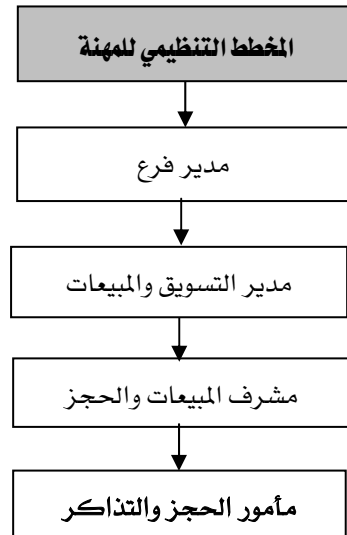 المخطط التنظيمي للمهنة
مدير فرع
مدير التسويق والمبيعات
مشرف المبيعات والحجز
مأمور الحجز والتذاكر